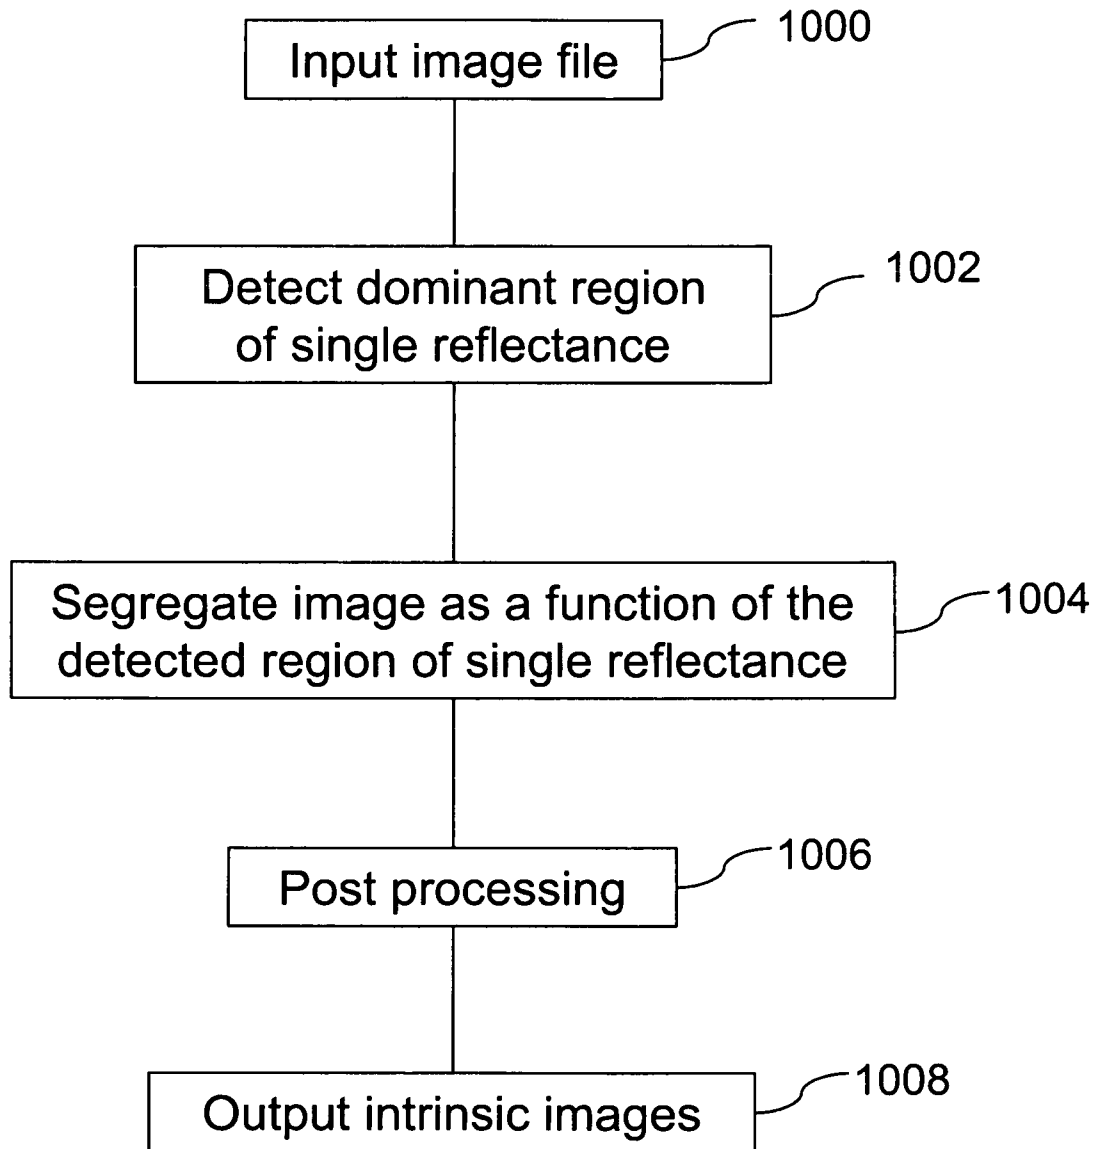 1000
Input image file
1002
Detect dominant region
of single reflectance
1004
Segregate image as a function of the
detected region of single reflectance
1006
Post processing
1008
Output intrinsic images